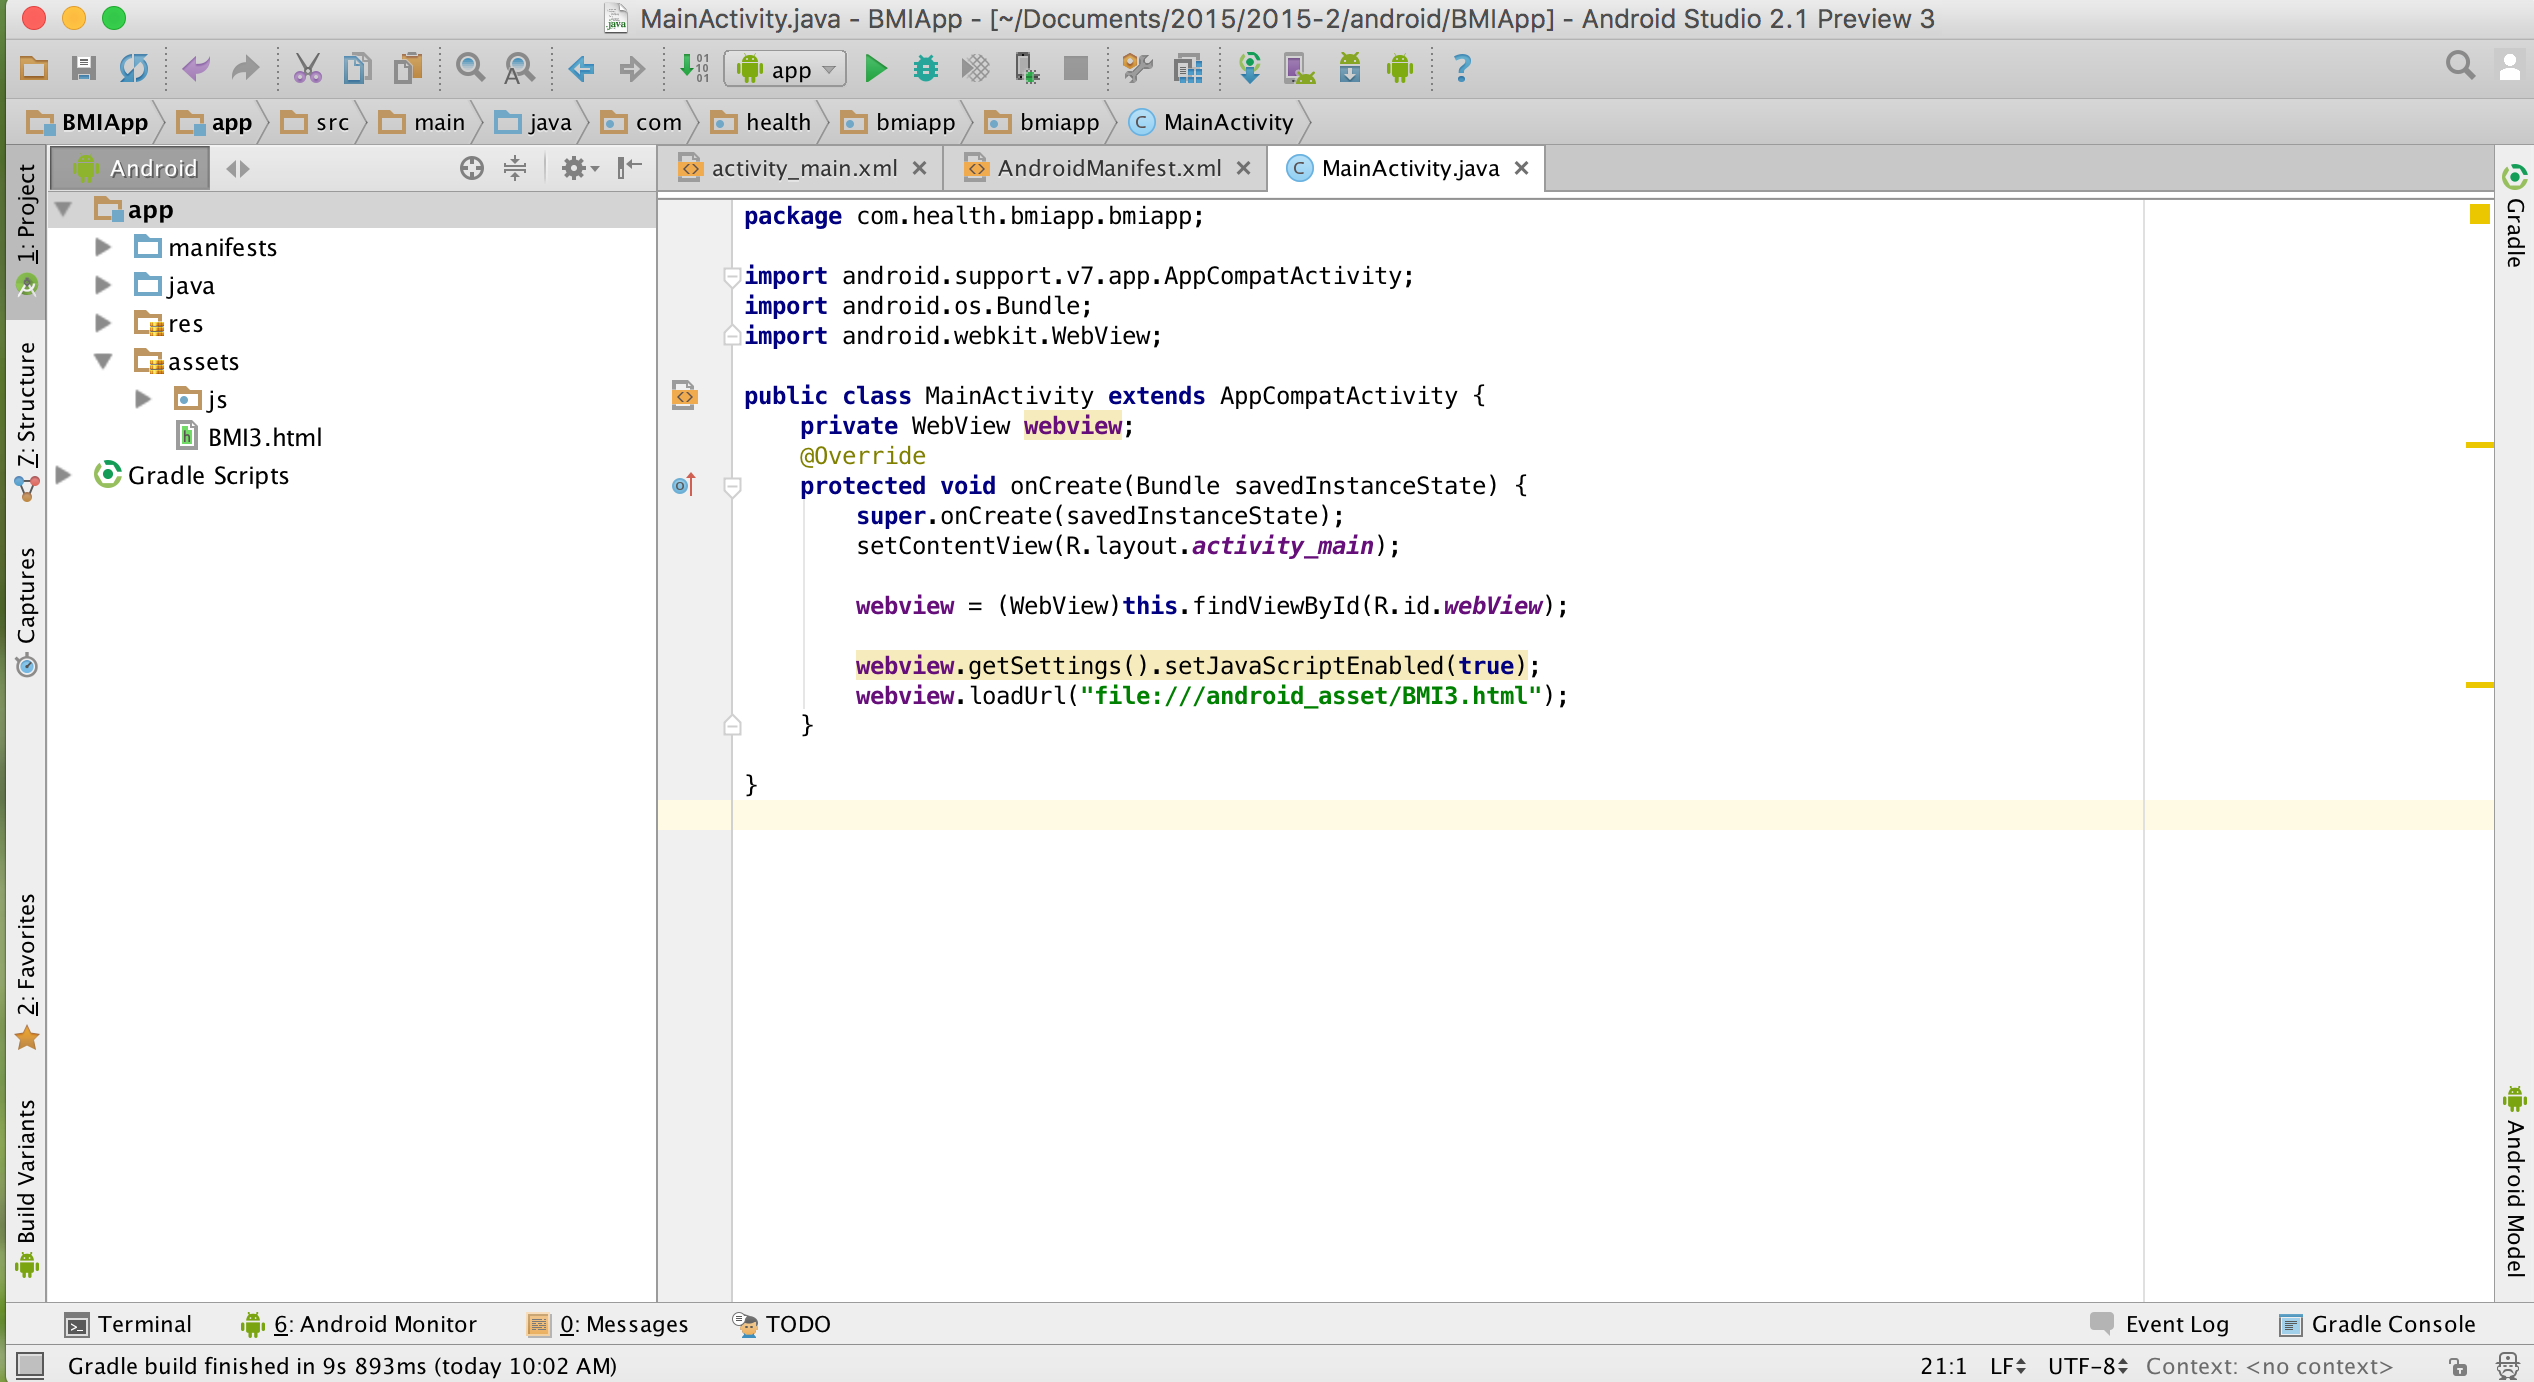 MainActivity.java - BMIApp - [~/Documents/2015/2015-2/android/BMIApp] - Android Studio 2.1 Preview 3
app
BMIApp app src main java com health bmiapp bmiapp MainActivity
Android
activity_main.xml AndroidManifest.xml MainActivity.java
1: Project
Z: Structure
Captures
2: Favorites
Build Variants
app
manifests
java
res
assets
js
BMI3.html
Gradle Scripts
package com.health.bmiapp.bmiapp;
import android.support.v7.app.AppCompatActivity;
import android.os.Bundle;
import android.webkit.WebView;
public class MainActivity extends AppCompatActivity {
private WebView webview;
@Override
protected void onCreate(Bundle savedInstanceState) {
super.onCreate(savedInstanceState);
setContentView(R.layout.activity_main);
webview = (WebView)this.findViewById(R.id.webView);
webview.getSettings().setJavaScriptEnabled(true);
webview.loadUrl("file:///android_asset/BMI3.html");
}
}
Gradle
Android Model
Terminal 6: Android Monitor 0: Messages TODO Event Log Gradle Console
Gradle build finished in 9s 893ms (today 10:02 AM) 21:1 LF UTF-8 Context: <no context>